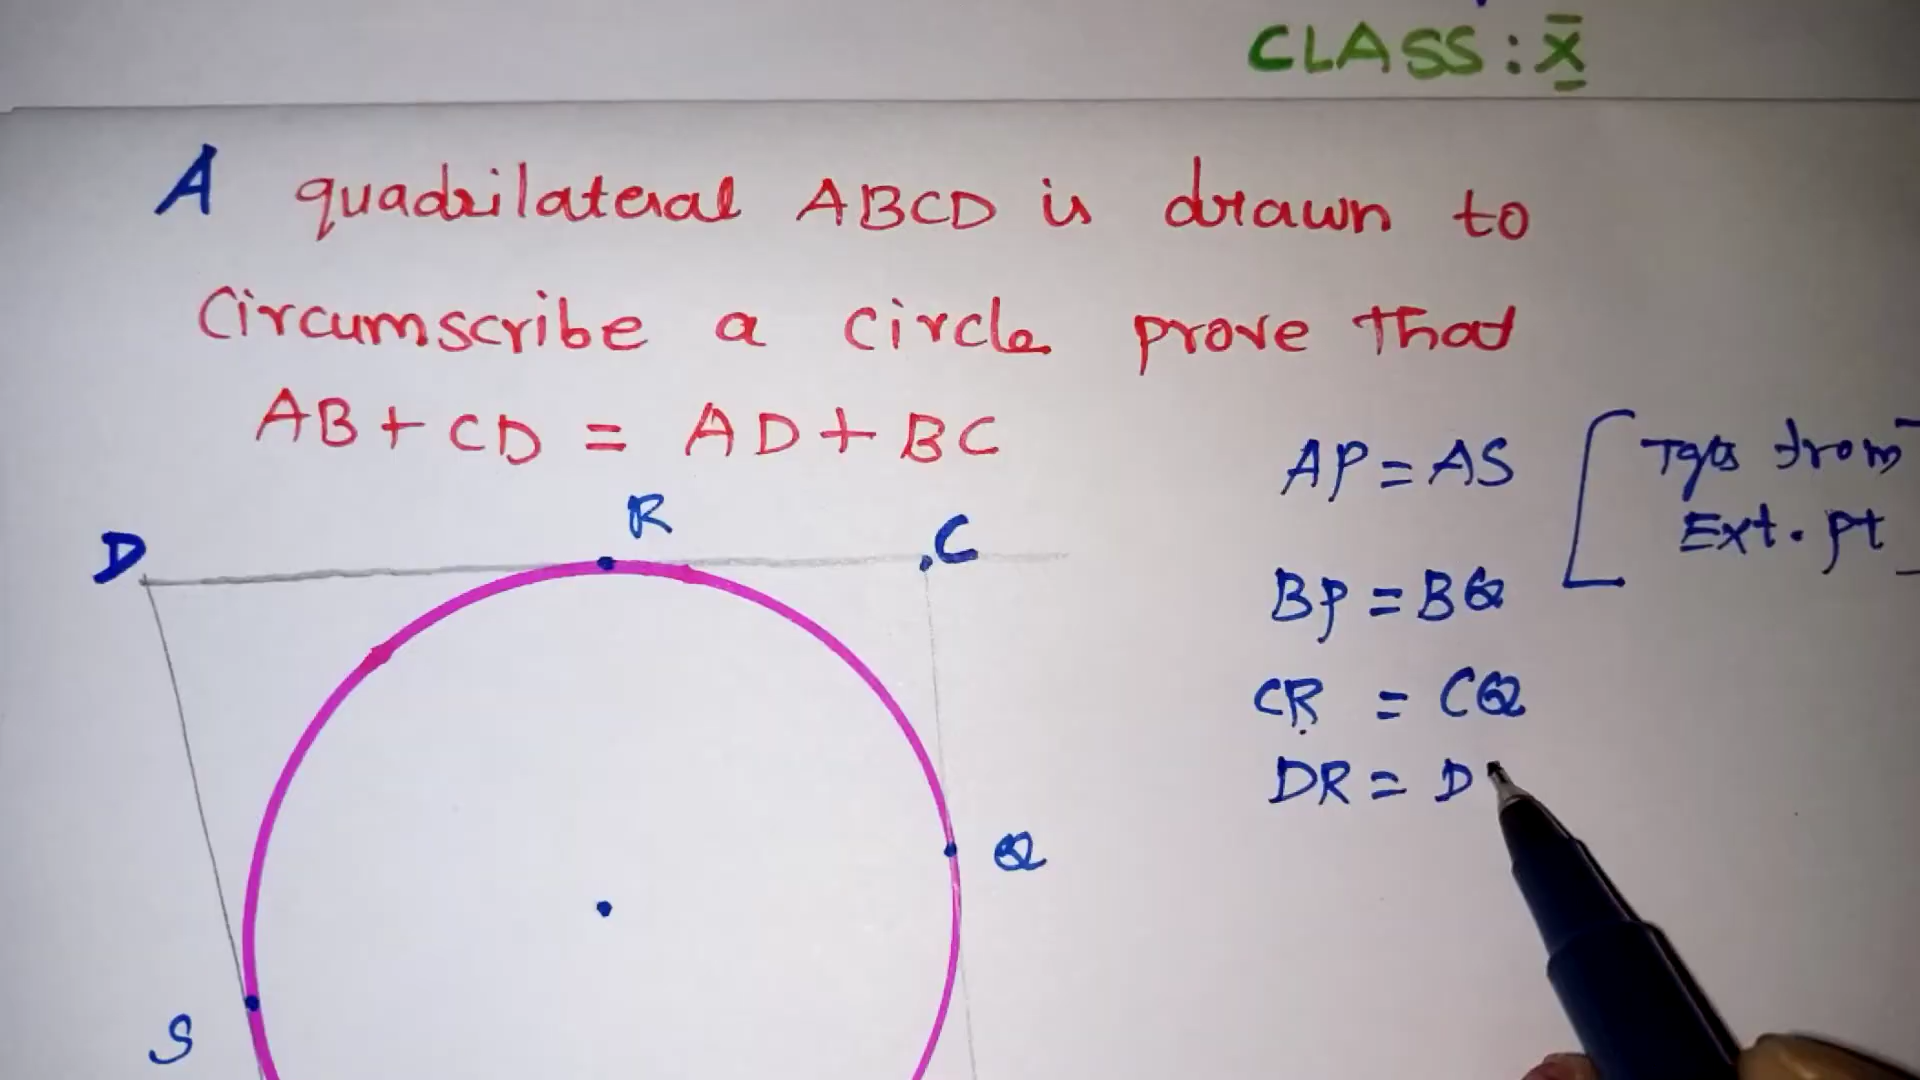 CLASS: X
A quadrilateral ABCD is drawn to
Circumscribe a circle prove that
AB + CD = AD + BC
AP = AS [Tgts from
Ext. pt]
BP = BQ
CR = CQ
DR = D
D
R
C
Q
S